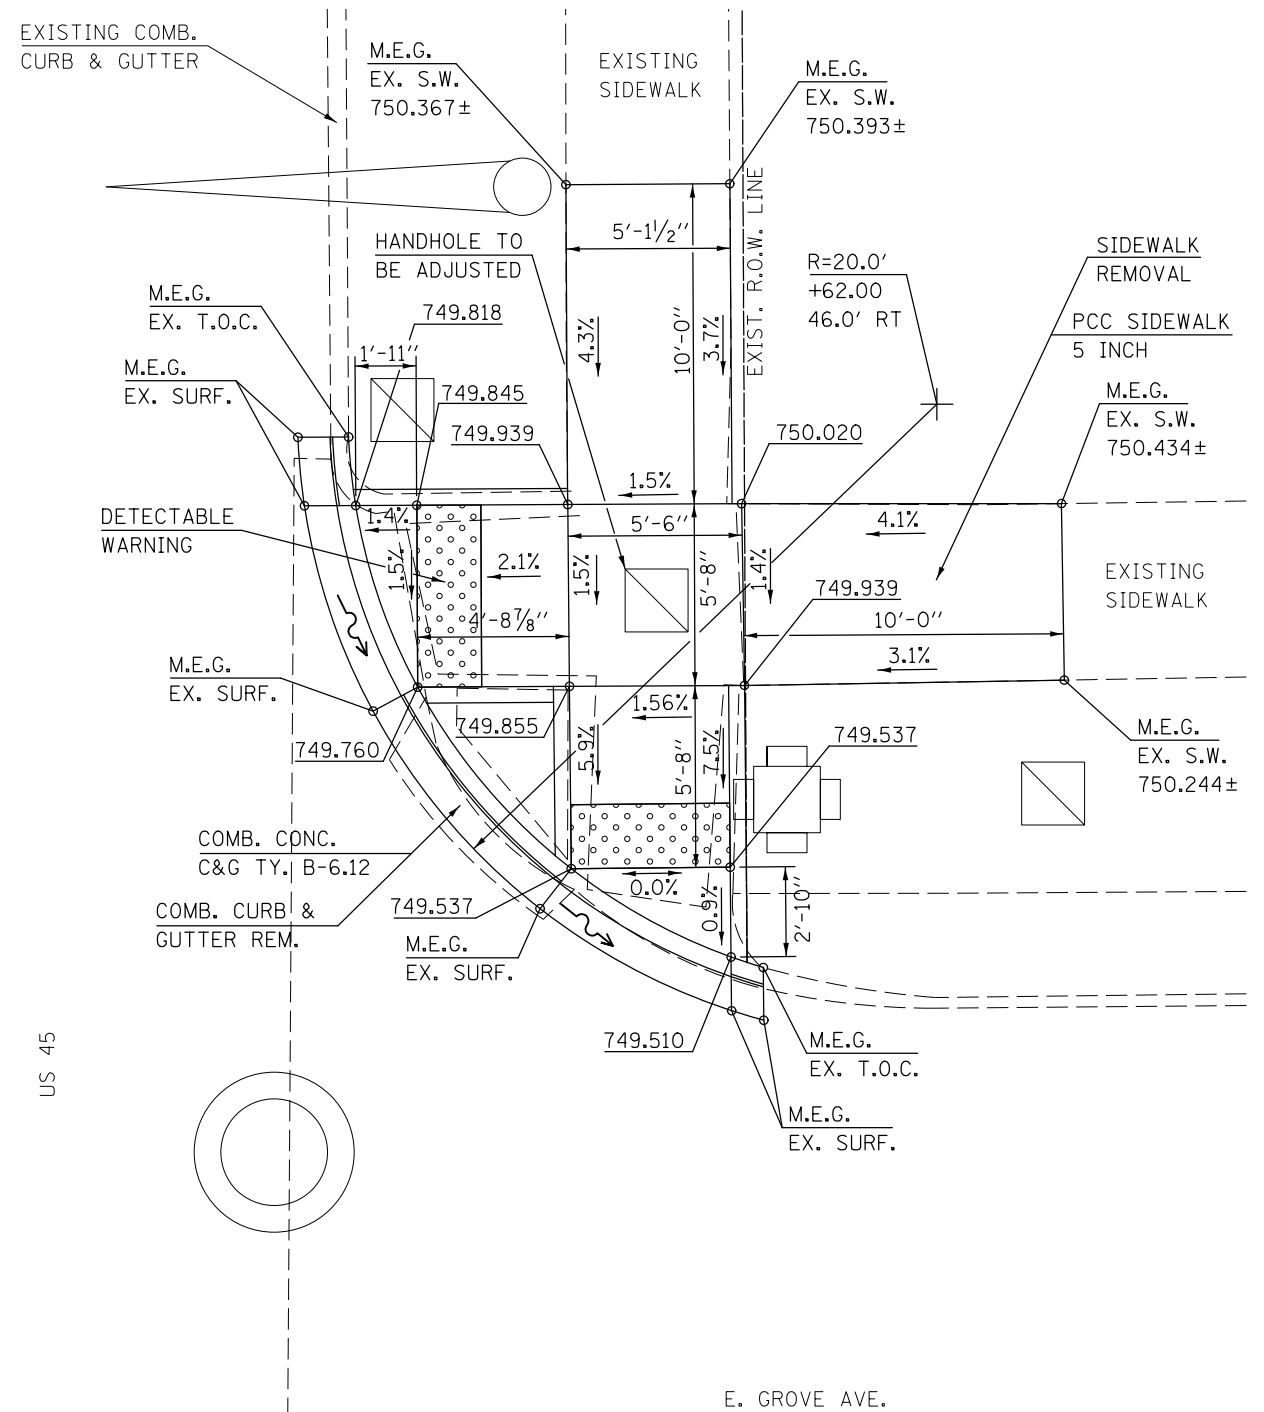 EXISTING COMB.
CURB & GUTTER
M.E.G.
EX. S.W.
750.367±
EXISTING
SIDEWALK
M.E.G.
EX. S.W.
750.393±
EXIST. R.O.W. LINE
5'-1 1/2"
10'-0"
4.3%
3.7%
HANDHOLE TO
BE ADJUSTED
R=20.0'
+62.00
46.0' RT
SIDEWALK
REMOVAL
PCC SIDEWALK
5 INCH
M.E.G.
EX. T.O.C.
749.818
1'-11"
M.E.G.
EX. SURF.
749.845
749.939
750.020
M.E.G.
EX. S.W.
750.434±
1.5%
1.4%
5'-6"
4.1%
DETECTABLE
WARNING
1.5%
2.1%
1.5%
5'-8"
1.4%
749.939
EXISTING
SIDEWALK
4'-8 7/8"
10'-0"
3.1%
M.E.G.
EX. SURF.
749.760
749.855
1.56%
5.9%
5'-8"
7.5%
749.537
M.E.G.
EX. S.W.
750.244±
COMB. CONC.
C&G TY. B-6.12
COMB. CURB &
GUTTER REM.
749.537
0.0%
0.9%
2'-10"
M.E.G.
EX. SURF.
749.510
M.E.G.
EX. T.O.C.
M.E.G.
EX. SURF.
US 45
E. GROVE AVE.